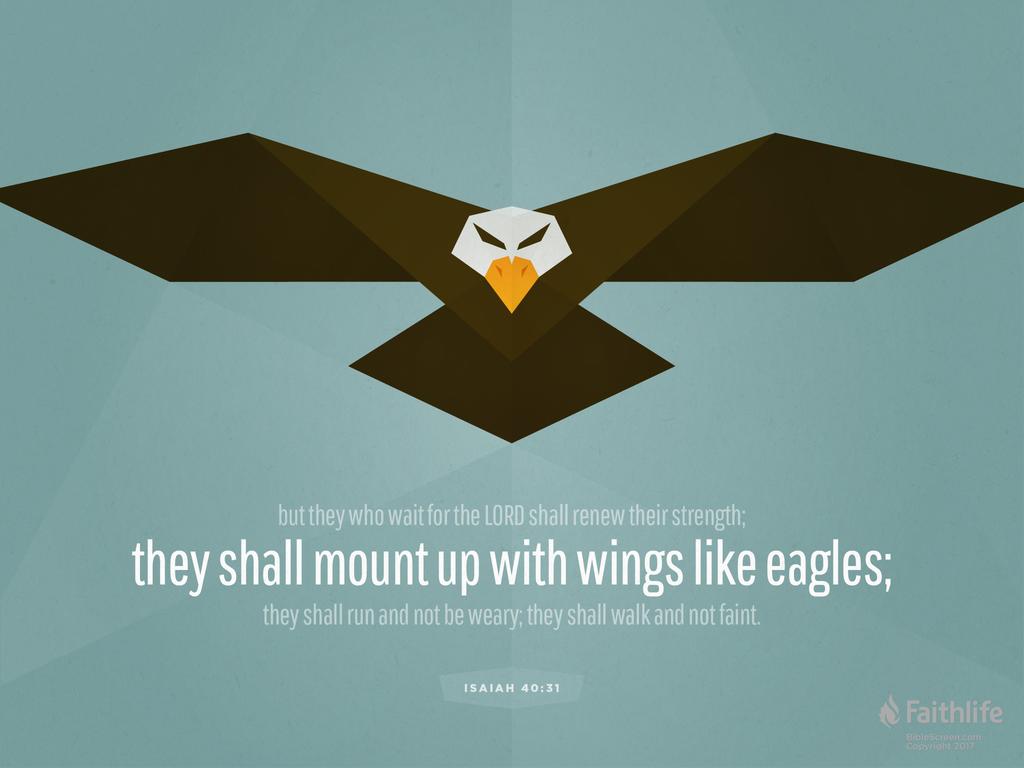 but they who wait for the LORD shall renew their strength;
they shall mount up with wings like eagles;
they shall run and not be weary; they shall walk and not faint.
ISAIAH 40:31
Faithlife
BibleScreen.com
Copyright 2017